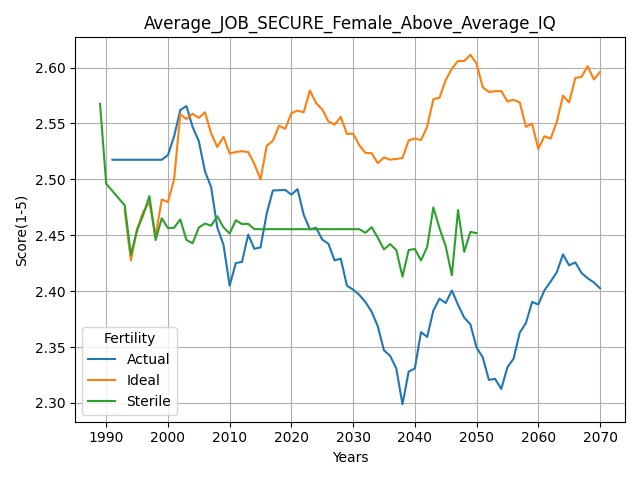 Average_JOB_SECURE_Female_Above_Average_IQ
Score(1-5)
2.60
2.55
2.50
2.45
2.40
2.35
2.30
Fertility
Actual
Ideal
Sterile
1990 2000 2010 2020 2030 2040 2050 2060 2070
Years